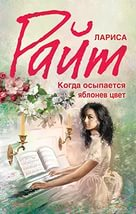 ЛАРИСА
Райт
Когда осыпается
яблонев цвет